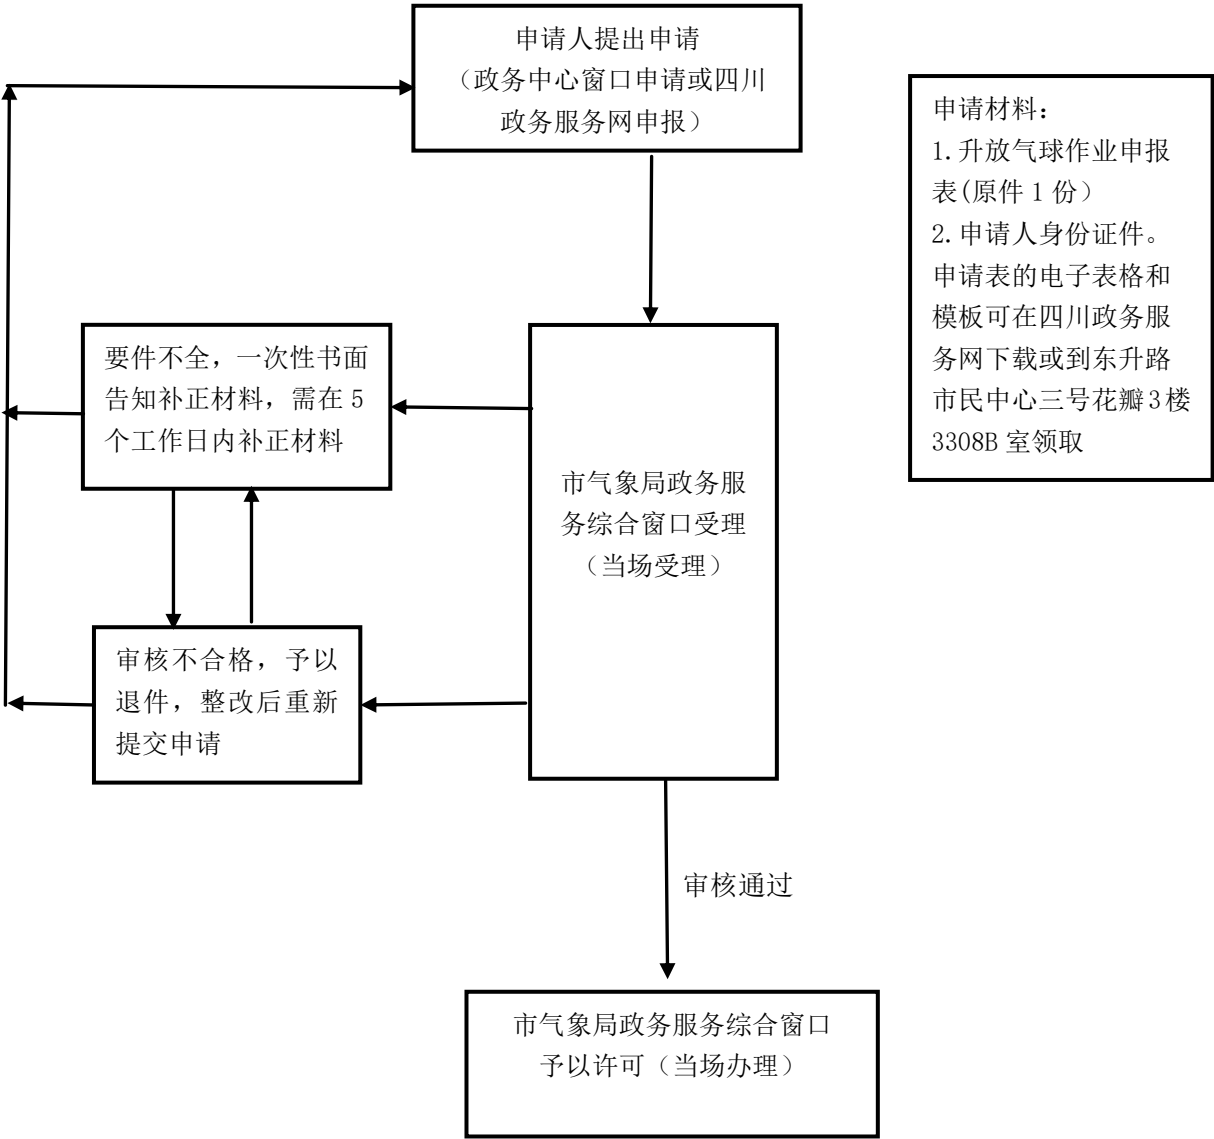 申请人提出申请
（政务中心窗口申请或四川
政务服务网申报）
申请材料：
1.升放气球作业申报
表(原件 1 份）
2.申请人身份证件。
申请表的电子表格和
模板可在四川政务服
务网下载或到东升路
市民中心三号花瓣3楼
3308B 室领取
要件不全，一次性书面
告知补正材料，需在 5
个工作日内补正材料
市气象局政务服
务综合窗口受理
（当场受理）
审核不合格，予以
退件，整改后重新
提交申请
审核通过
市气象局政务服务综合窗口
予以许可（当场办理）